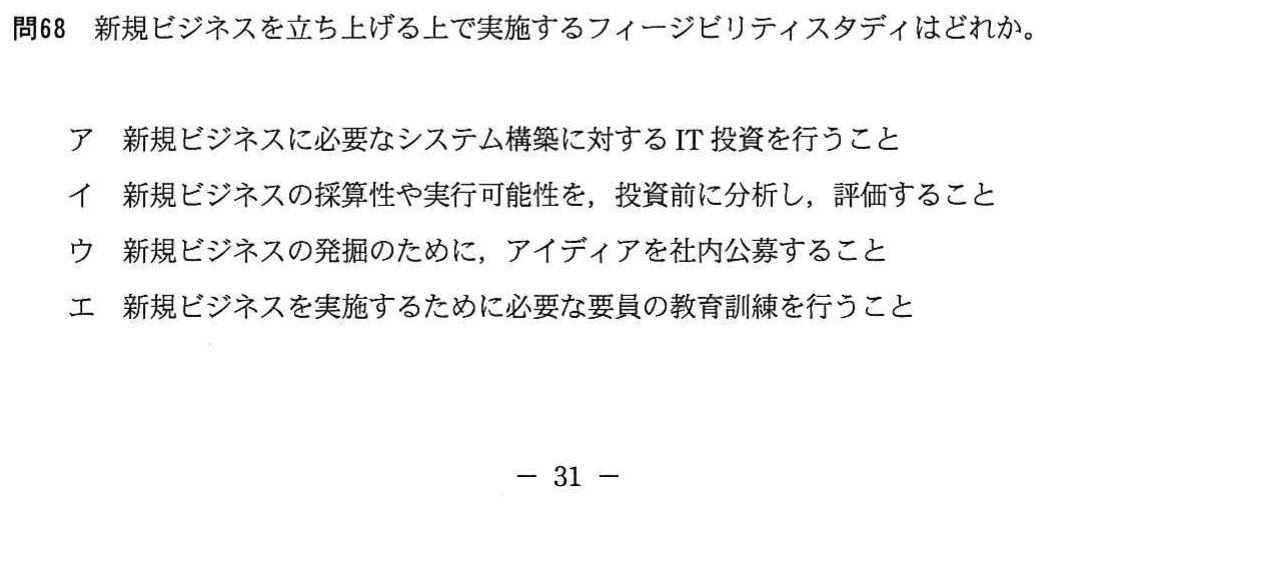 問68　新規ビジネスを立ち上げる上で実施するフィージビリティスタディはどれか。
ア　新規ビジネスに必要なシステム構築に対する IT 投資を行うこと
イ　新規ビジネスの採算性や実行可能性を，投資前に分析し，評価すること
ウ　新規ビジネスの発掘のために，アイディアを社内公募すること
エ　新規ビジネスを実施するために必要な要員の教育訓練を行うこと
－ 31 －